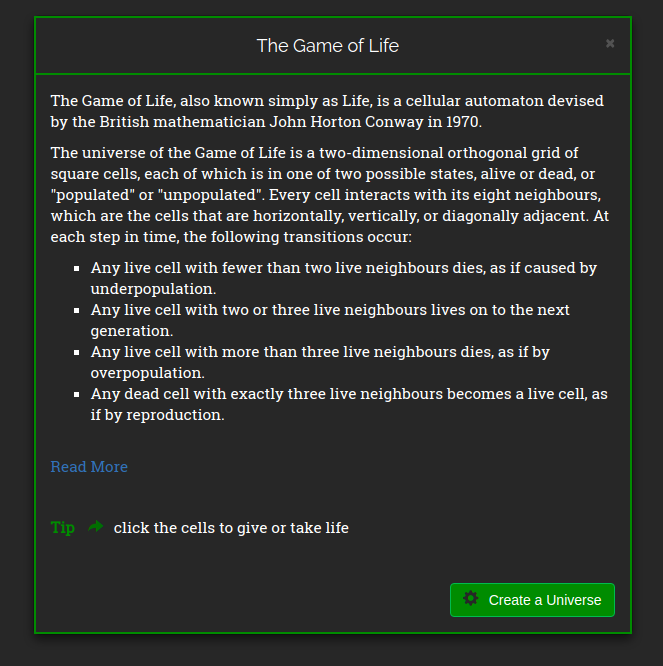 The Game of Life
×
The Game of Life, also known simply as Life, is a cellular automaton devised
by the British mathematician John Horton Conway in 1970.
The universe of the Game of Life is a two-dimensional orthogonal grid of
square cells, each of which is in one of two possible states, alive or dead, or
"populated" or "unpopulated". Every cell interacts with its eight neighbours,
which are the cells that are horizontally, vertically, or diagonally adjacent. At
each step in time, the following transitions occur:
Any live cell with fewer than two live neighbours dies, as if caused by
underpopulation.
Any live cell with two or three live neighbours lives on to the next
generation.
Any live cell with more than three live neighbours dies, as if by
overpopulation.
Any dead cell with exactly three live neighbours becomes a live cell, as
if by reproduction.
Read More
Tip click the cells to give or take life
Create a Universe